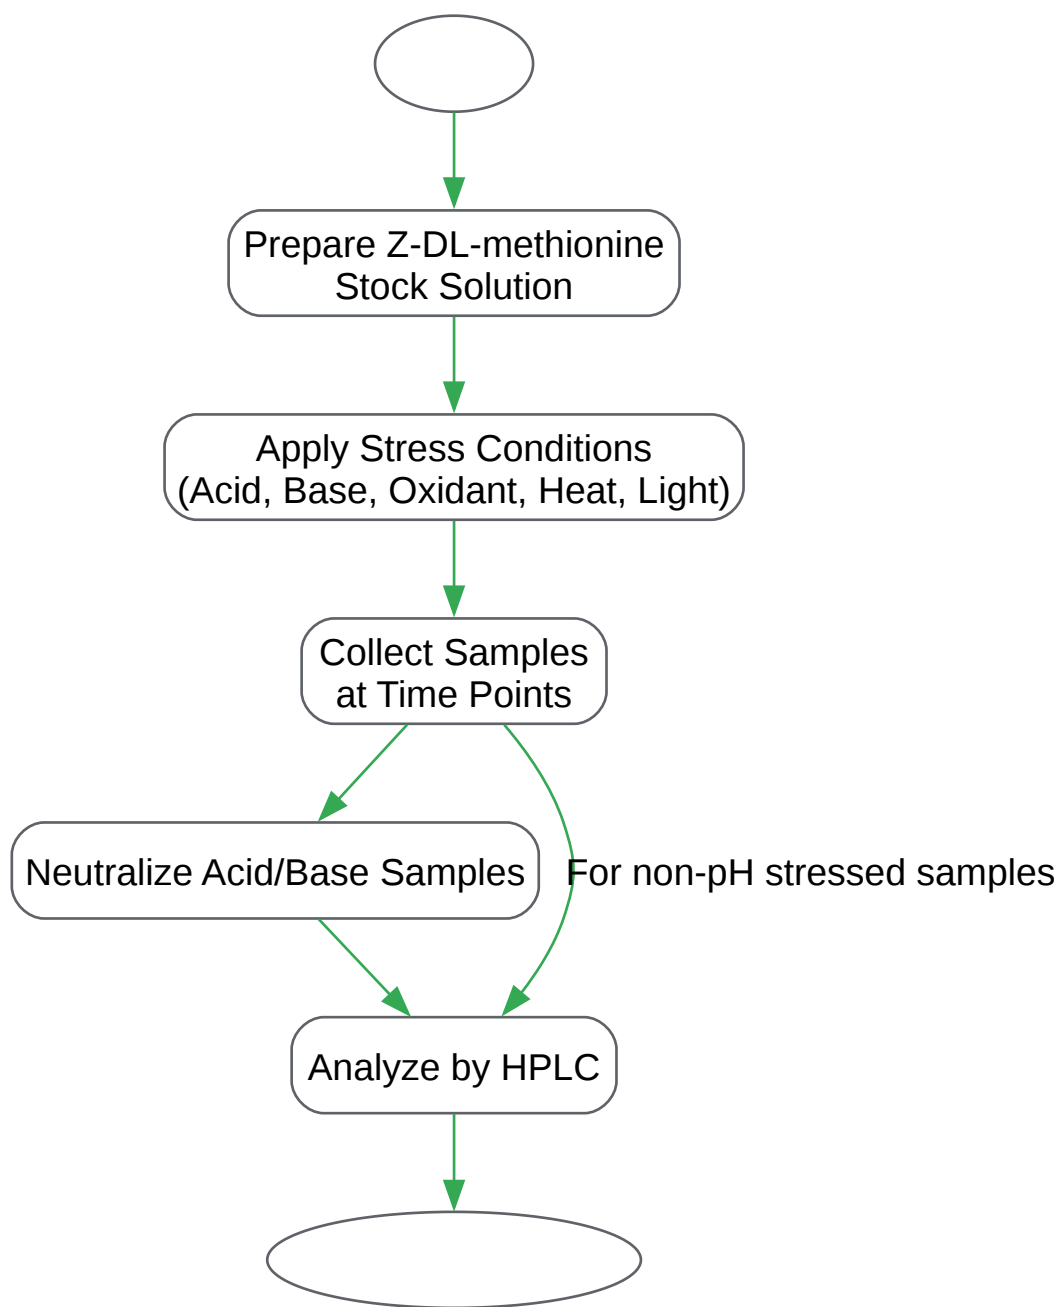 Prepare Z-DL-methionine
Stock Solution
Apply Stress Conditions
(Acid, Base, Oxidant, Heat, Light)
Collect Samples
at Time Points
Neutralize Acid/Base Samples
For non-pH stressed samples
Analyze by HPLC